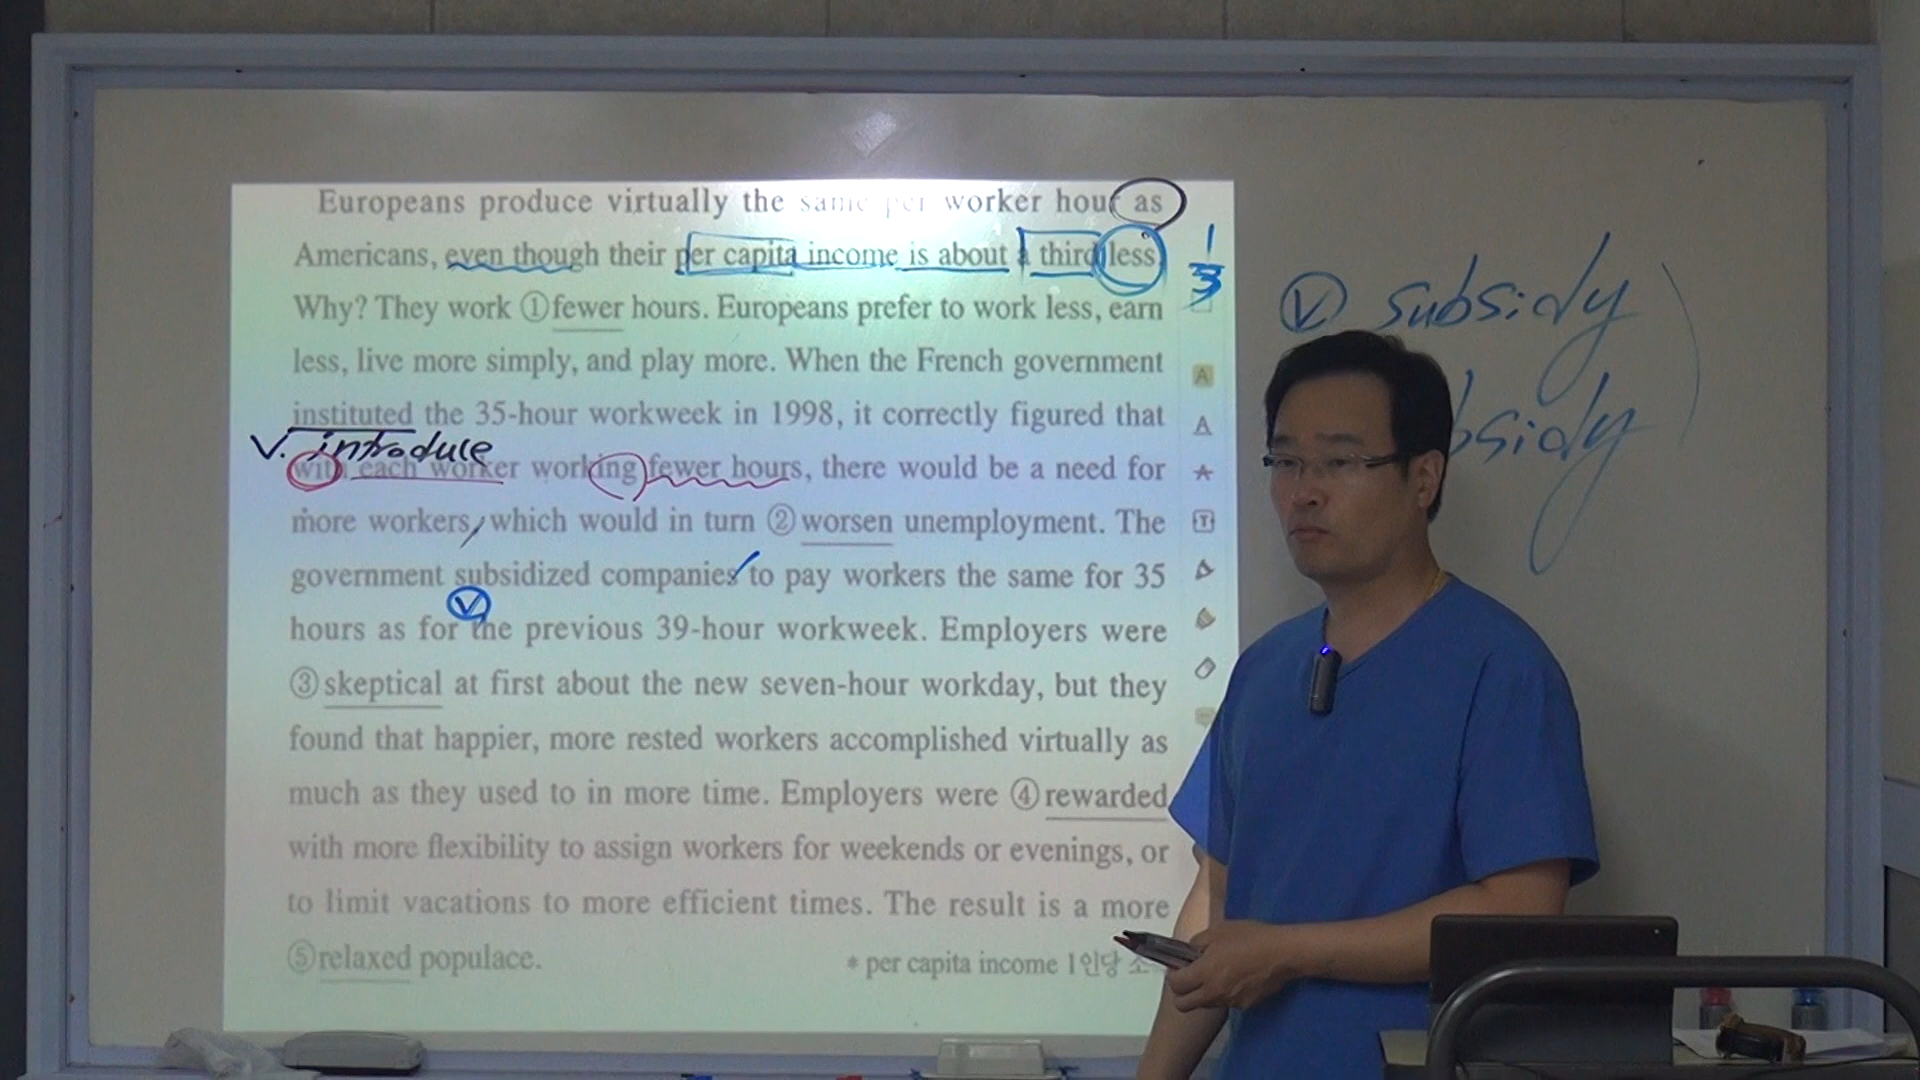 Europeans produce virtually the same per worker hour as
Americans, even though their per capita income is about a third less.
1/3
Why? They work ①fewer hours. Europeans prefer to work less, earn
less, live more simply, and play more. When the French government
instituted the 35-hour workweek in 1998, it correctly figured that
V. introduce
with each worker working fewer hours, there would be a need for
more workers, which would in turn ② worsen unemployment. The
government subsidized companies to pay workers the same for 35
V
hours as for the previous 39-hour workweek. Employers were
③ skeptical at first about the new seven-hour workday, but they
found that happier, more rested workers accomplished virtually as
much as they used to in more time. Employers were ④ rewarded
with more flexibility to assign workers for weekends or evenings, or
to limit vacations to more efficient times. The result is a more
⑤ relaxed populace.
* per capita income 1인당
Ⓥ subsidy
bsidy